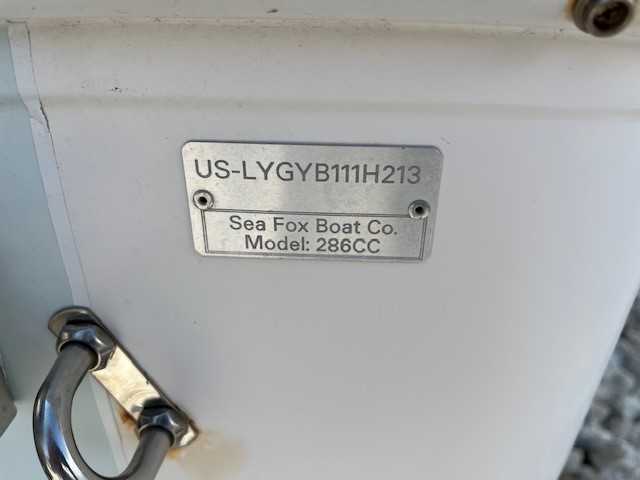 US-LYGYB111H213
Sea Fox Boat Co.
Model: 286CC